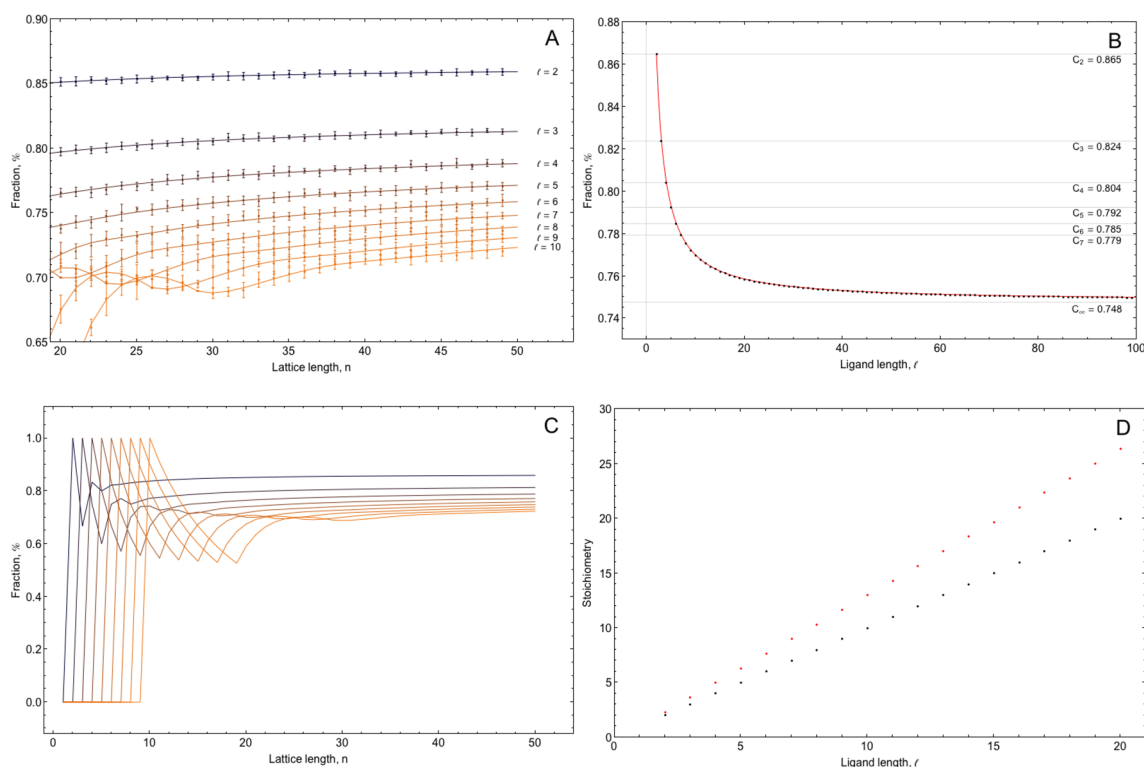 A
0.90
0.85
0.80
0.75
0.70
0.65
Fraction, %
20
25
30
35
40
45
50
Lattice length, n
ℓ = 2
ℓ = 3
ℓ = 4
ℓ = 5
ℓ = 6
ℓ = 7
ℓ = 8
ℓ = 9
ℓ = 10
B
0.88
0.86
0.84
0.82
0.80
0.78
0.76
0.74
Fraction, %
0
20
40
60
80
100
Ligand length, ℓ
C₂ = 0.865
C₃ = 0.824
C₄ = 0.804
C₅ = 0.792
C₆ = 0.785
C₇ = 0.779
C∞ = 0.748
C
1.0
0.8
0.6
0.4
0.2
0.0
Fraction, %
0
10
20
30
40
50
Lattice length, n
D
30
25
20
15
10
5
0
Stoichiometry
0
5
10
15
20
Ligand length, ℓ